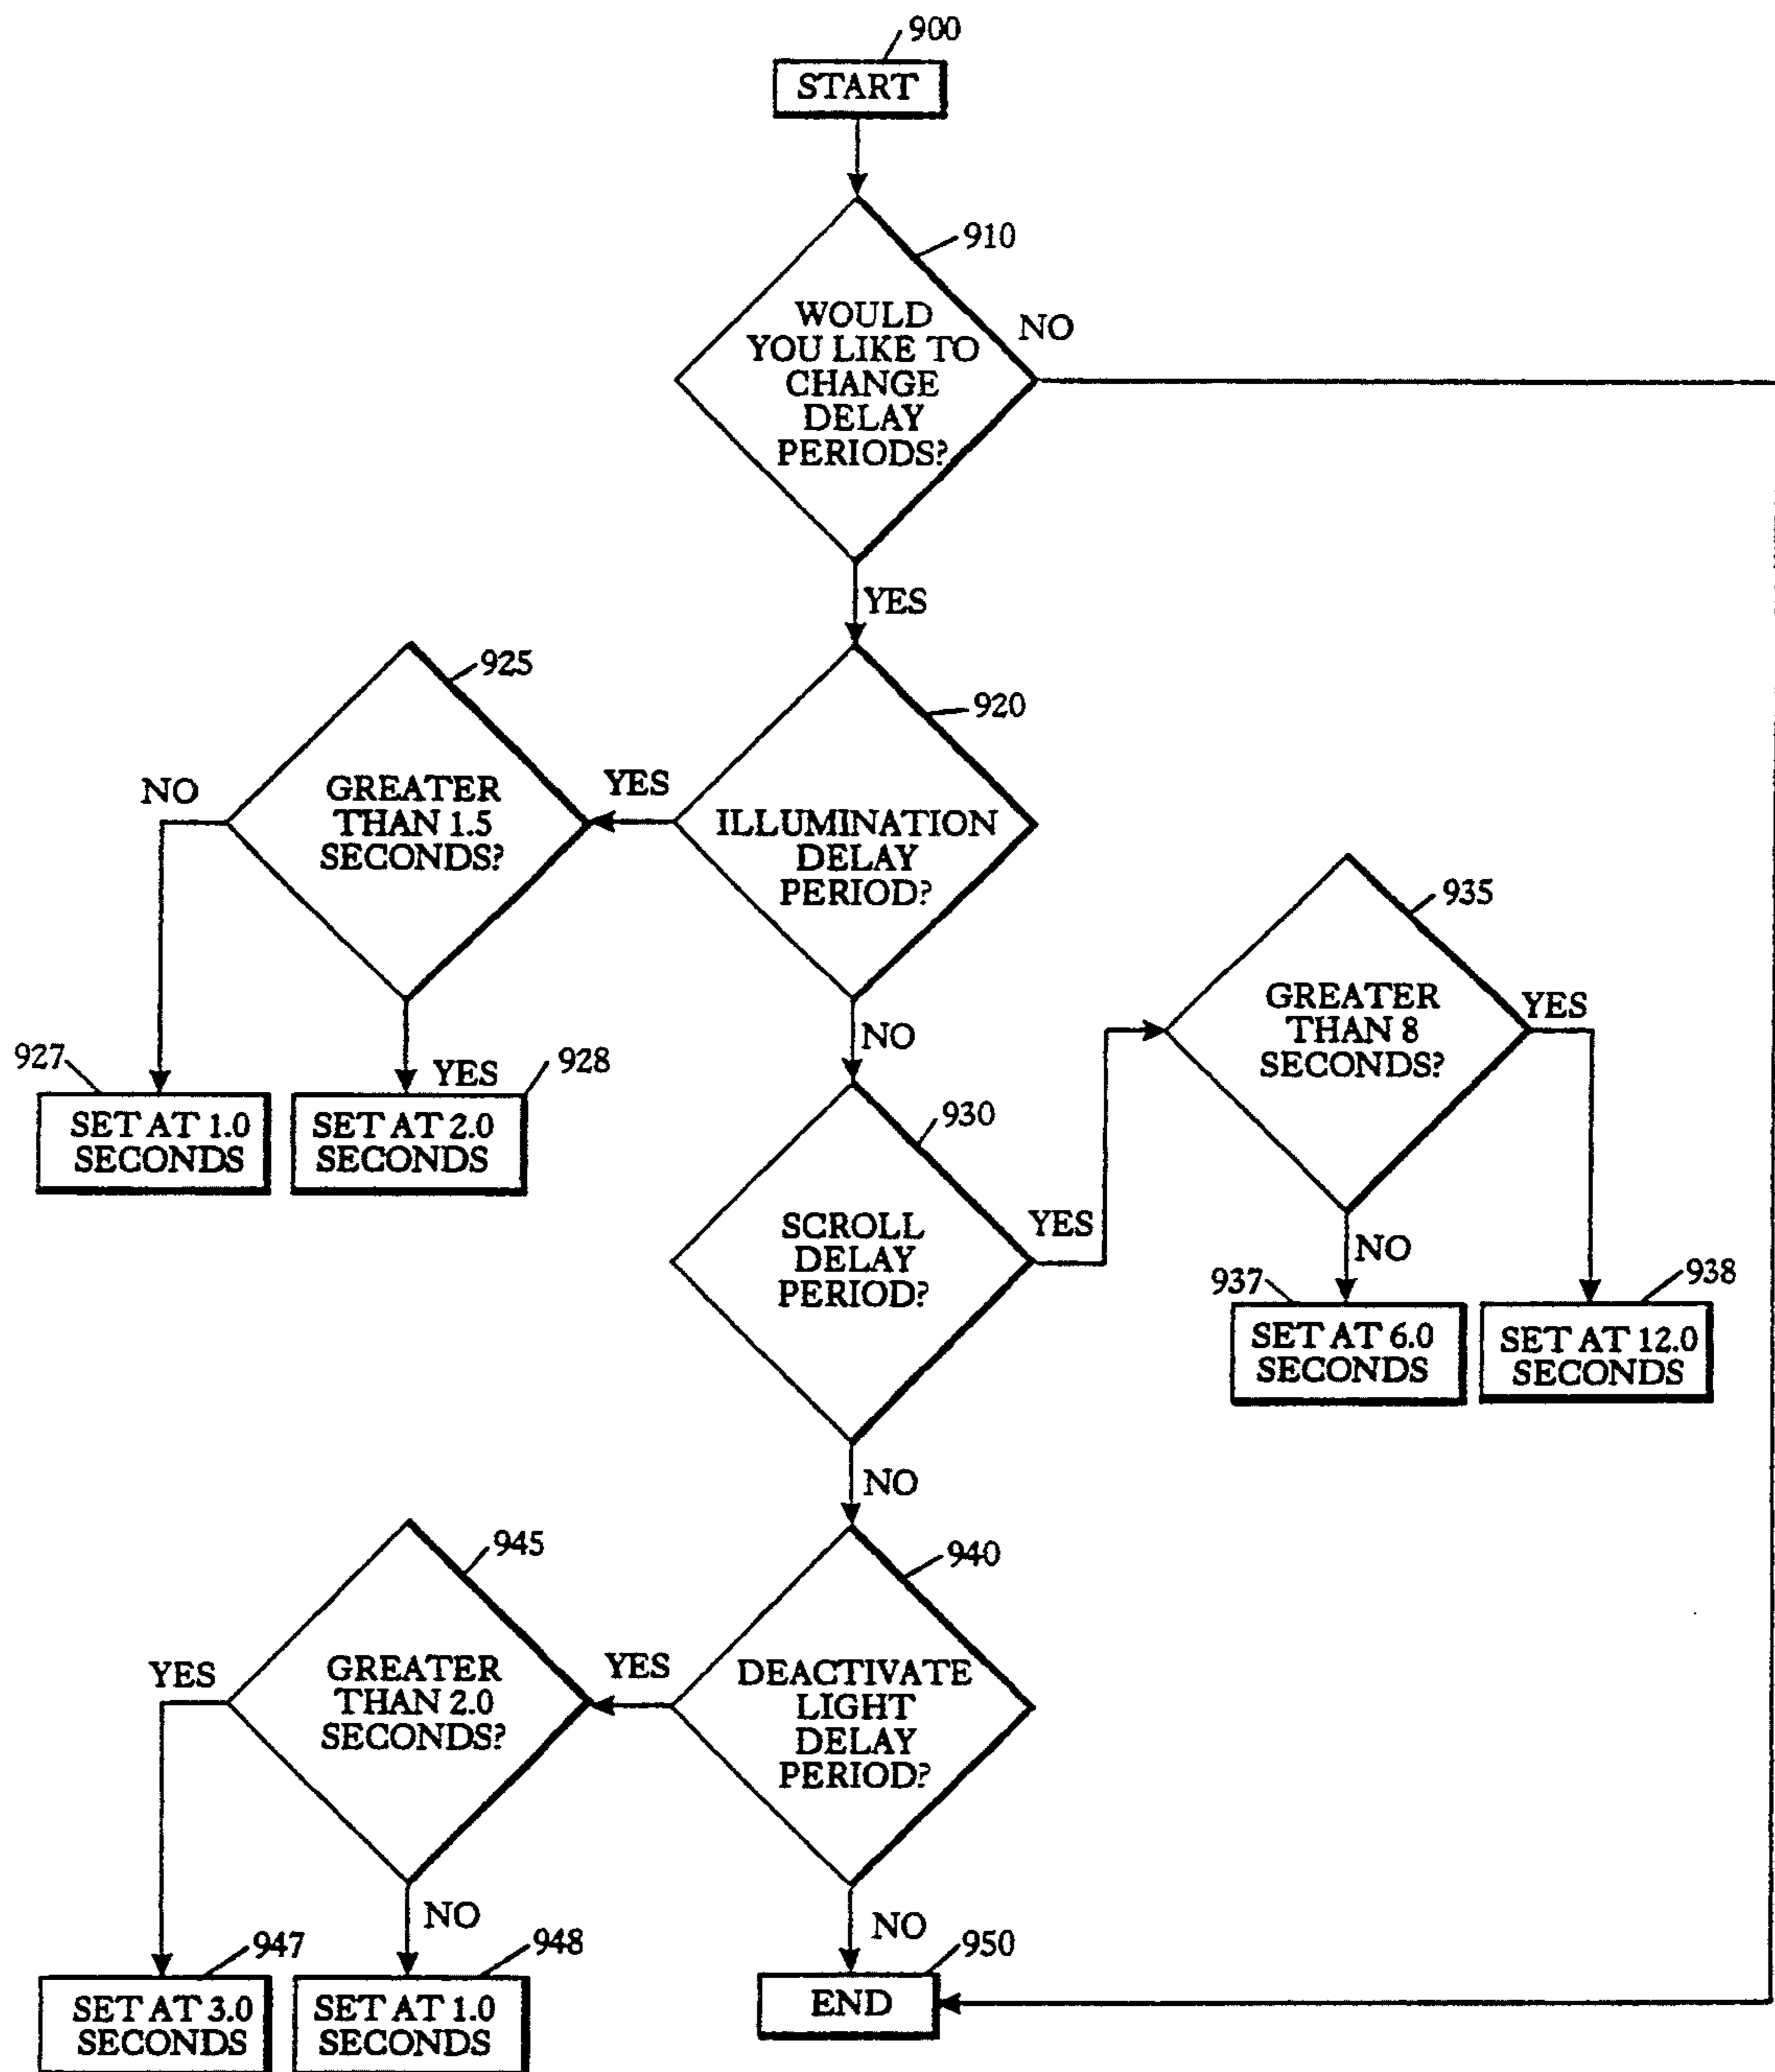 900
START
910
WOULD
YOU LIKE TO
CHANGE
DELAY
PERIODS?
NO
YES
925
GREATER
THAN 1.5
SECONDS?
NO
YES
920
ILLUMINATION
DELAY
PERIOD?
935
GREATER
THAN 8
SECONDS?
YES
NO
927
SET AT 1.0
SECONDS
YES
928
SET AT 2.0
SECONDS
930
SCROLL
DELAY
PERIOD?
YES
NO
937
SET AT 6.0
SECONDS
938
SET AT 12.0
SECONDS
NO
945
GREATER
THAN 2.0
SECONDS?
YES
YES
940
DEACTIVATE
LIGHT
DELAY
PERIOD?
NO
NO
947
SET AT 3.0
SECONDS
948
SET AT 1.0
SECONDS
950
END